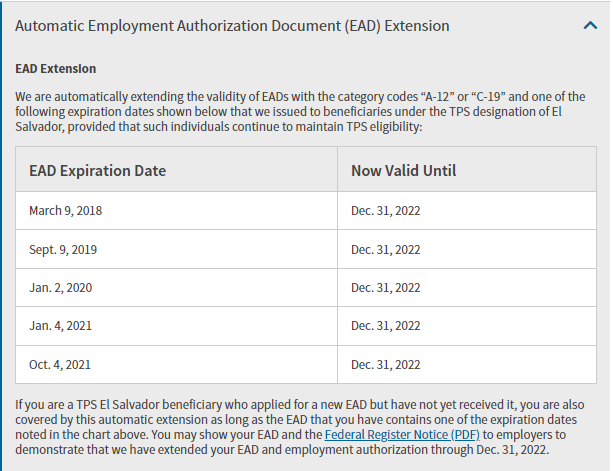 Automatic Employment Authorization Document (EAD) Extension
EAD Extension
We are automatically extending the validity of EADs with the category codes “A-12” or “C-19” and one of the
following expiration dates shown below that we issued to beneficiaries under the TPS designation of El
Salvador, provided that such individuals continue to maintain TPS eligibility:
EAD Expiration Date Now Valid Until
March 9, 2018 Dec. 31, 2022
Sept. 9, 2019 Dec. 31, 2022
Jan. 2, 2020 Dec. 31, 2022
Jan. 4, 2021 Dec. 31, 2022
Oct. 4, 2021 Dec. 31, 2022
If you are a TPS El Salvador beneficiary who applied for a new EAD but have not yet received it, you are also
covered by this automatic extension as long as the EAD that you have contains one of the expiration dates
noted in the chart above. You may show your EAD and the Federal Register Notice (PDF) to employers to
demonstrate that we have extended your EAD and employment authorization through Dec. 31, 2022.